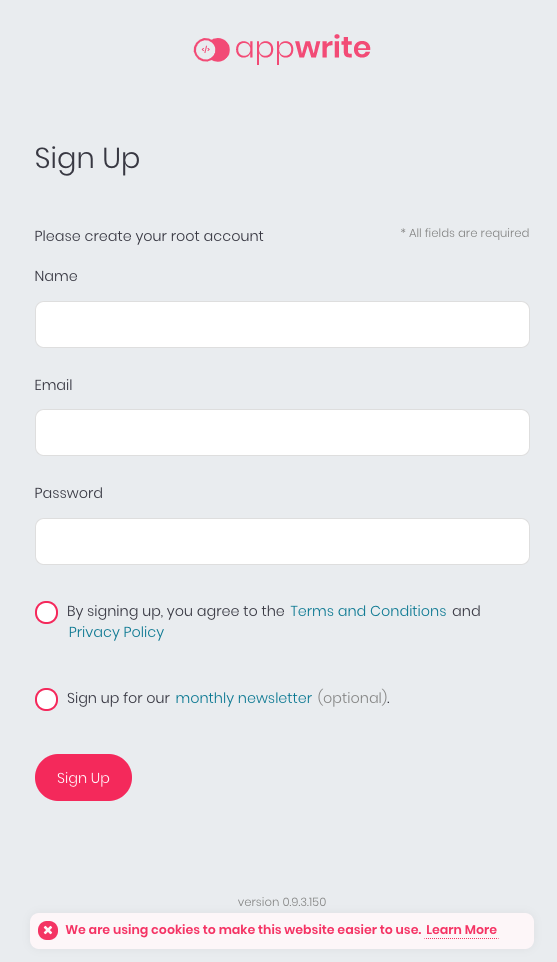 appwrite
Sign Up
Please create your root account
* All fields are required
Name
Email
Password
By signing up, you agree to the Terms and Conditions and
Privacy Policy
Sign up for our monthly newsletter (optional).
Sign Up
version 0.9.3.150
We are using cookies to make this website easier to use. Learn More